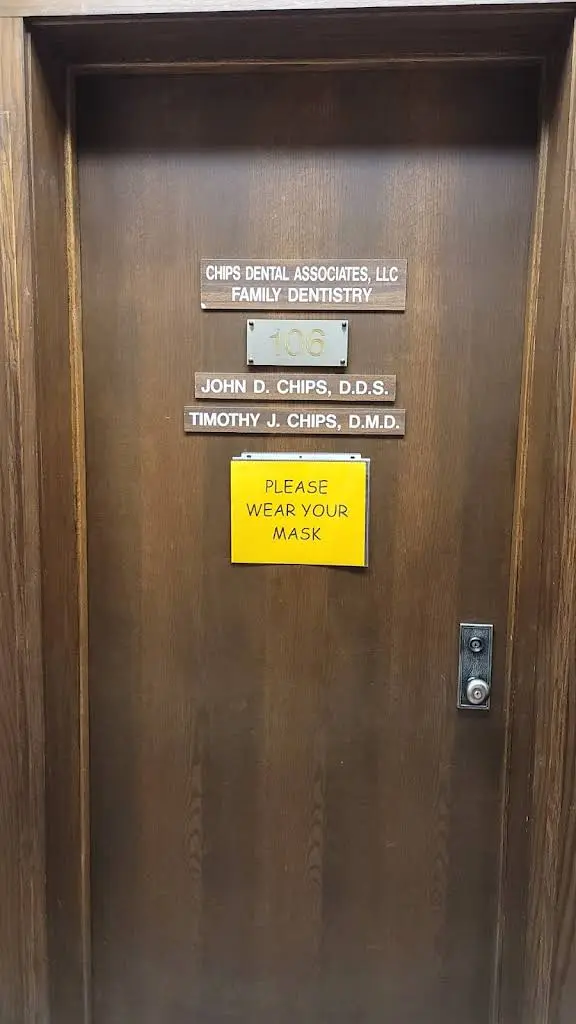 CHIPS DENTAL ASSOCIATES, LLC
FAMILY DENTISTRY
106
JOHN D. CHIPS, D.D.S.
TIMOTHY J. CHIPS, D.M.D.
PLEASE
WEAR YOUR
MASK